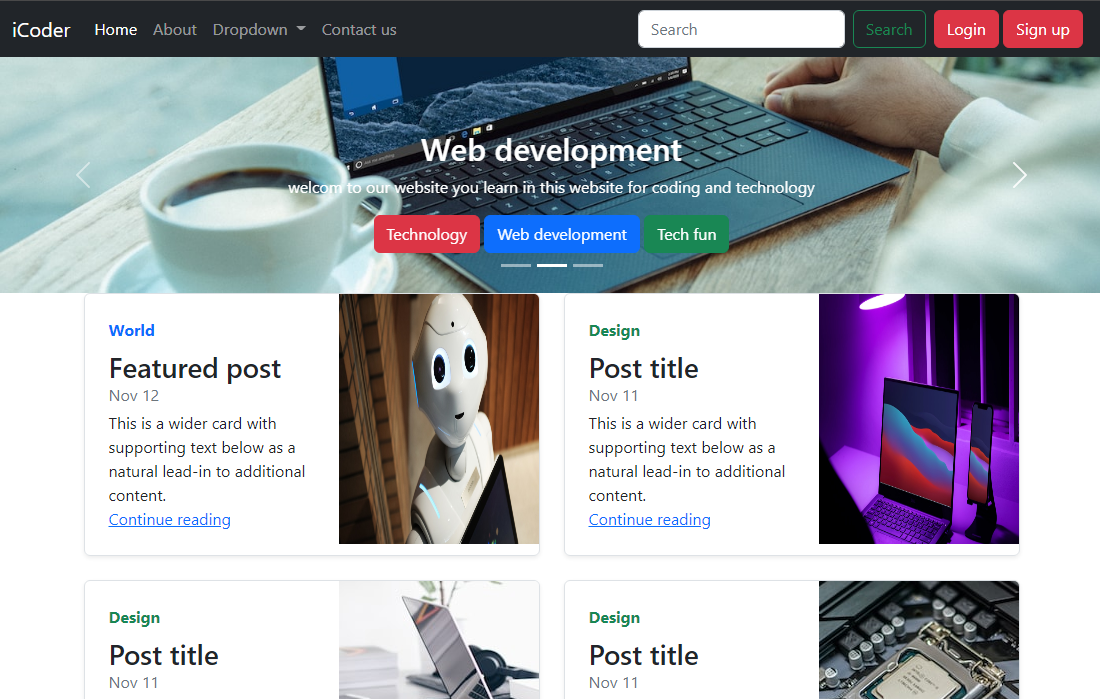 iCoder Home About Dropdown Contact us Search Search Login Sign up
Web development
welcom to our website you learn in this website for coding and technology
Technology Web development Tech fun
World
Featured post
Nov 12
This is a wider card with
supporting text below as a
natural lead-in to additional
content.
Continue reading
Design
Post title
Nov 11
This is a wider card with
supporting text below as a
natural lead-in to additional
content.
Continue reading
Design
Post title
Nov 11
Design
Post title
Nov 11